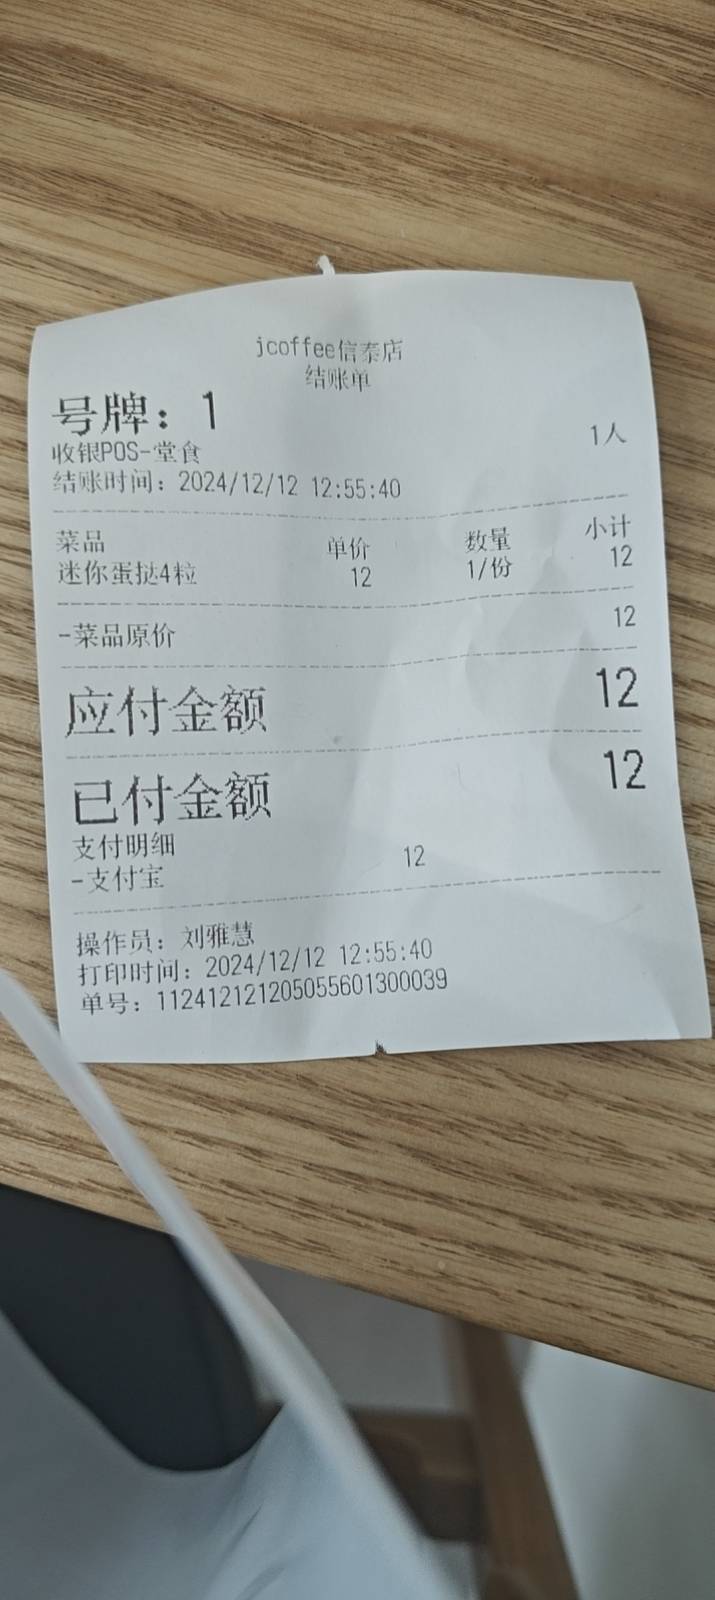 jcoffee信泰店
结账单
号牌：1
1人
收银POS-堂食
结账时间：2024/12/12 12:55:40
菜品 单价 数量 小计
迷你蛋挞4粒 12 1/份 12
-菜品原价 12
应付金额 12
已付金额 12
支付明细
-支付宝 12
操作员：刘雅慧
打印时间：2024/12/12 12:55:40
单号：1124121212050556013​00039